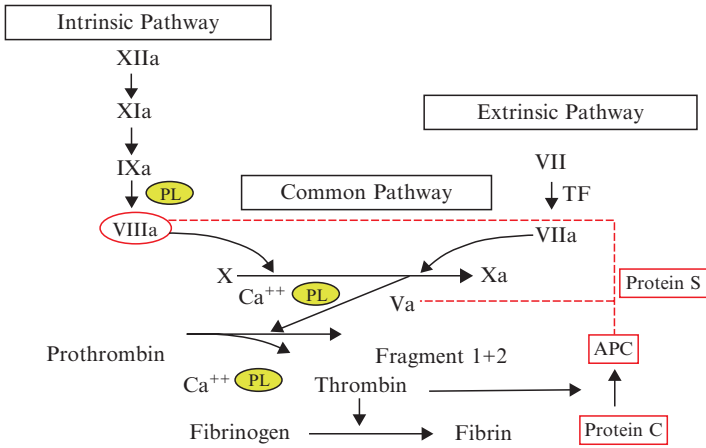 Intrinsic Pathway
XIIa
XIa
Extrinsic Pathway
IXa
VII
PL
Common Pathway
TF
VIIIa
VIIa
X
Xa
Ca++ PL
Protein S
Va
Prothrombin
Fragment 1+2
APC
Ca++ PL
Thrombin
Fibrinogen
Fibrin
Protein C